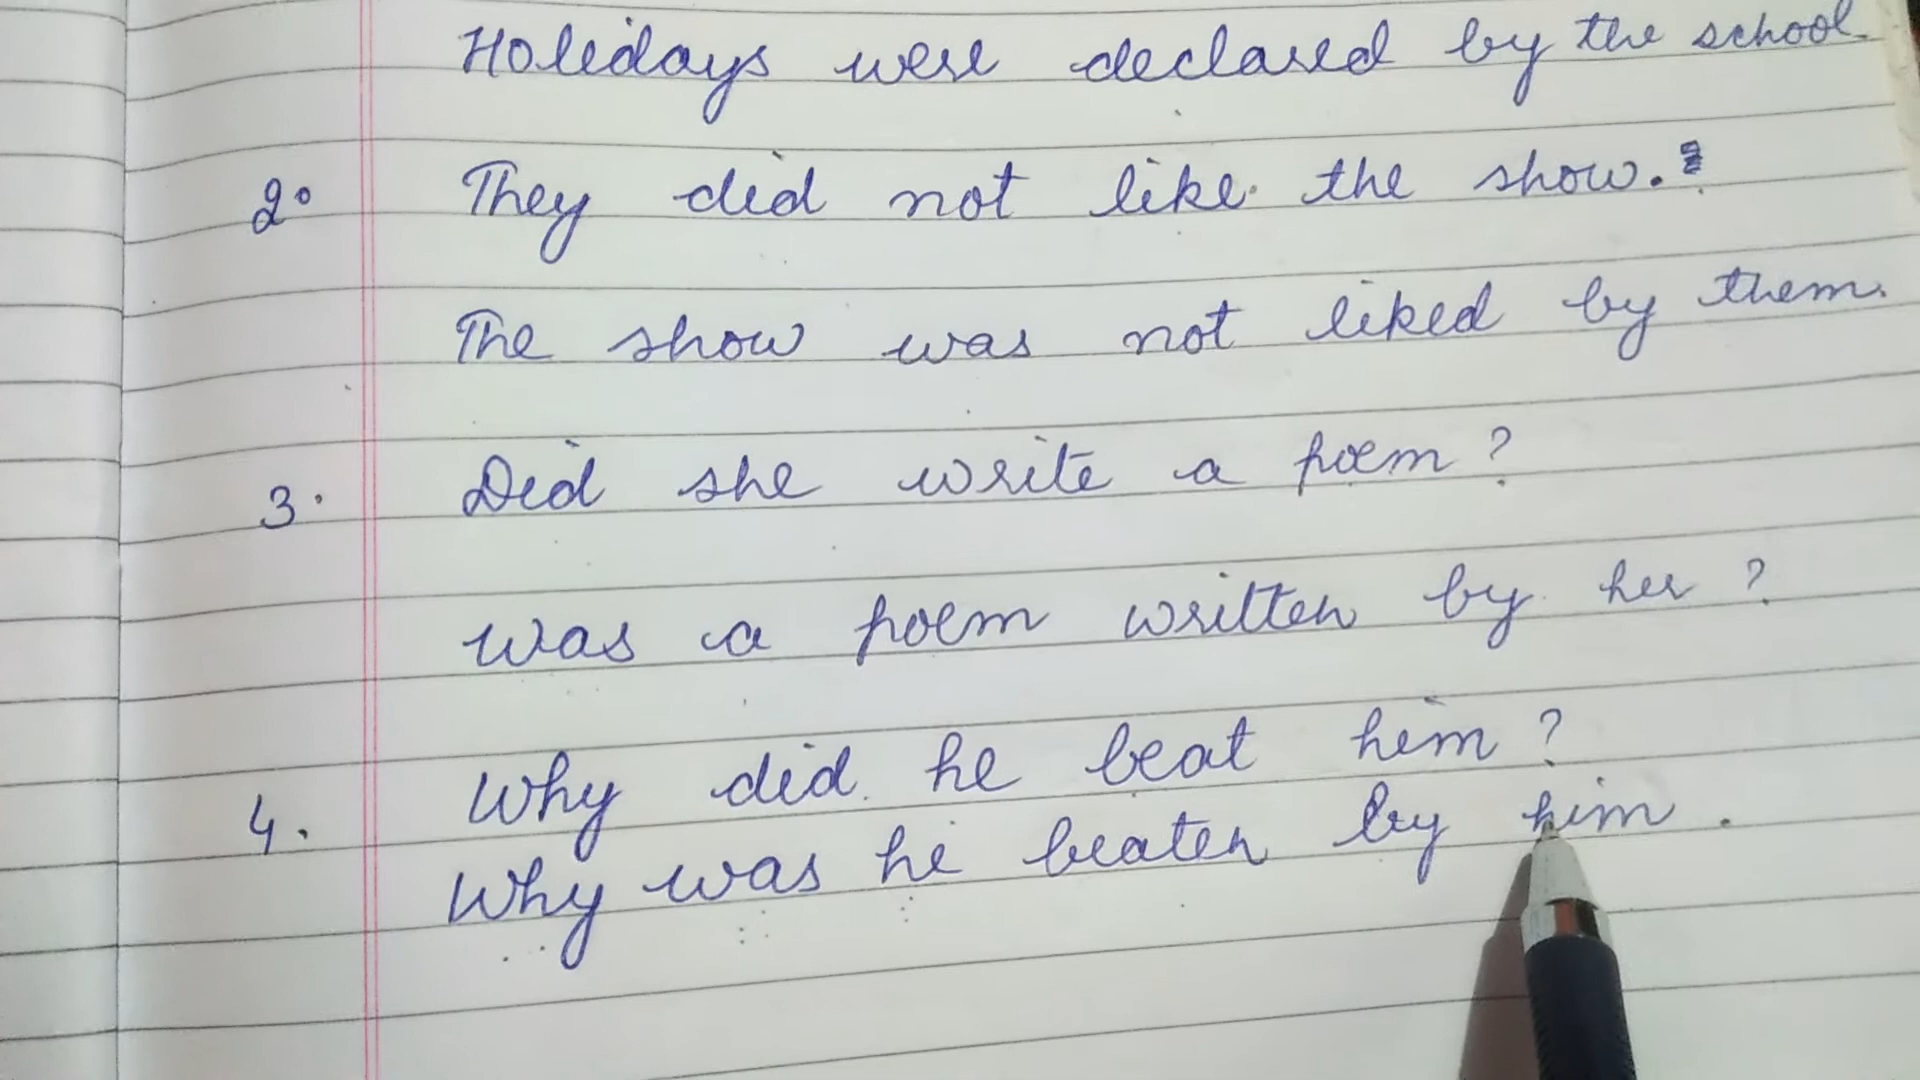 Holidays were declared by the school.
2. They did not like the show.
The show was not liked by them.
3. Did she write a poem?
Was a poem written by her?
4. Why did he beat him?
Why was he beaten by him.